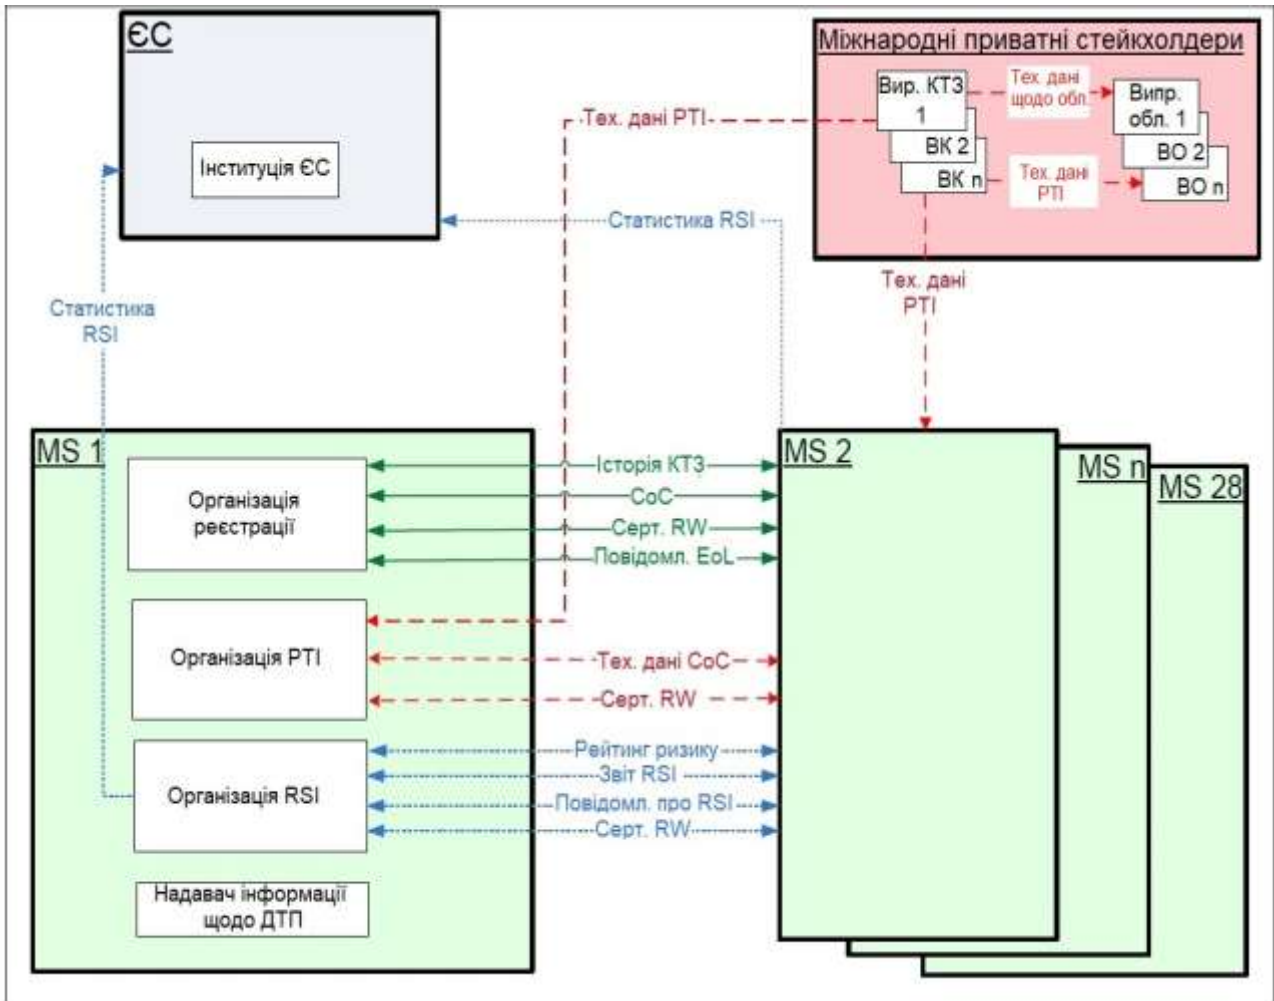 ЄС
Інституція ЄС
Міжнародні приватні стейкхолдери
Вир. КТЗ
1
ВК 2
ВК n
Тех. дані
щодо обл.
Тех. дані
PTI
Випр.
обл. 1
ВО 2
ВО n
Тех. дані PTI
Статистика RSI
Тех. дані
PTI
Статистика
RSI
MS 1
Організація
реєстрації
Організація PTI
Організація RSI
Надавач інформації
щодо ДТП
Історія КТЗ
CoC
Серт. RW
Повідомл. EoL
Тех. дані CoC
Серт. RW
Рейтинг ризику
Звіт RSI
Повідомл. про RSI
Серт. RW
MS 2
MS n
MS 28